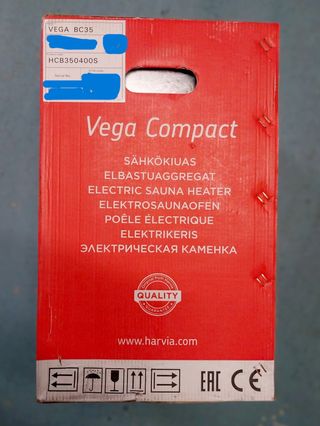 VEGA BC35
HCB350400S
Vega Compact
SÄHKÖKIUAS
ELBASTUAGGREGAT
ELECTRIC SAUNA HEATER
ELEKTROSAUNAOFEN
POÊLE ÉLECTRIQUE
ELEKTRIKERIS
ЭЛЕКТРИЧЕСКАЯ КАМЕНКА
QUALITY
www.harvia.com
EAC CE